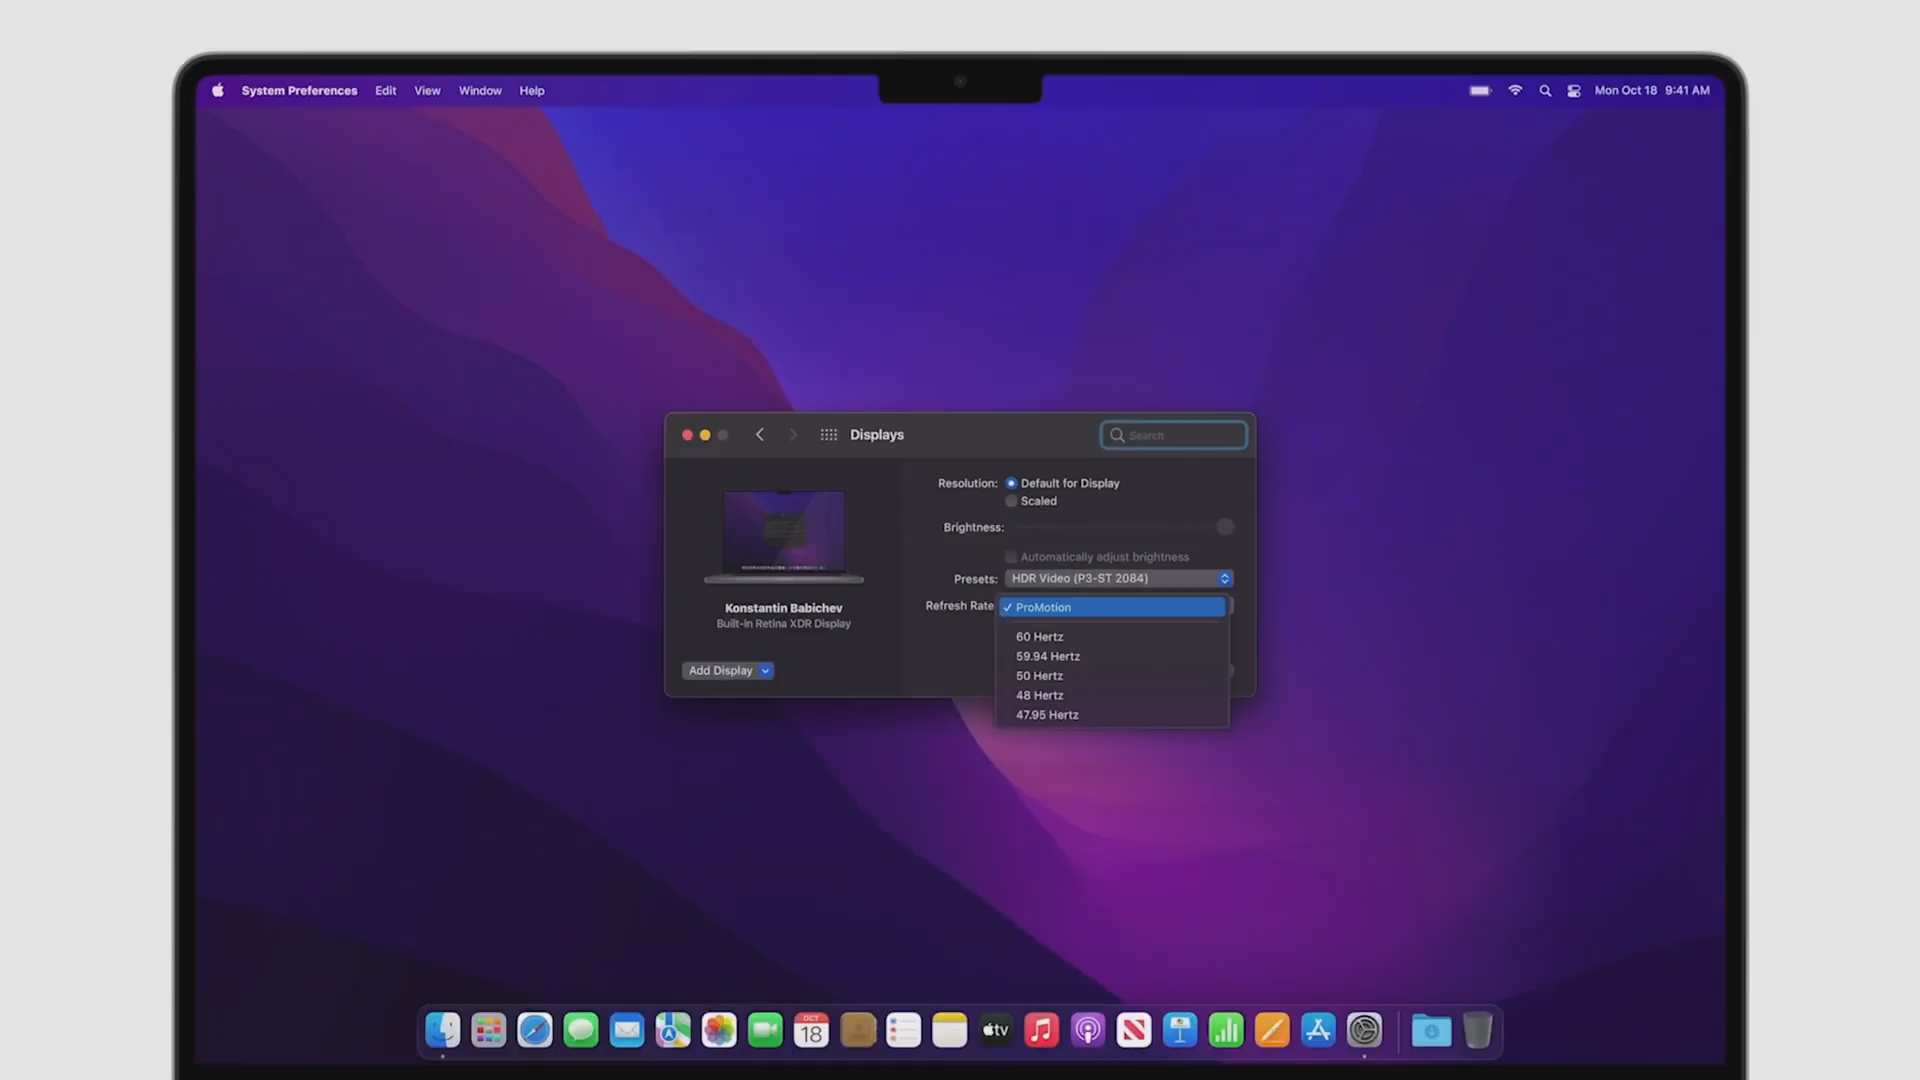 System Preferences Edit View Window Help Mon Oct 18 9:41 AM
Displays
Search
Resolution: Default for Display
Scaled
Brightness:
Automatically adjust brightness
Presets: HDR Video (P3-ST 2084)
Refresh Rate ✓ ProMotion
60 Hertz
59.94 Hertz
50 Hertz
48 Hertz
47.95 Hertz
Konstantin Babichev
Built-in Retina XDR Display
Add Display
OCT
18
tv